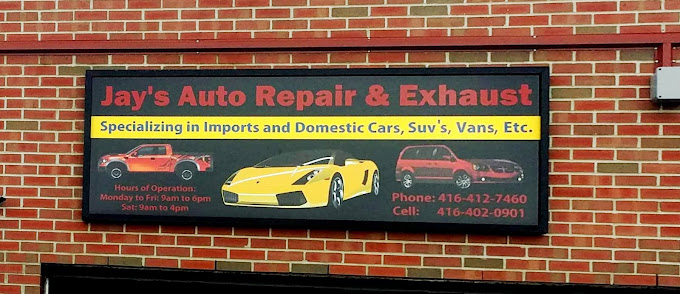 Jay's Auto Repair & Exhaust
Specializing in Imports and Domestic Cars, Suv's, Vans, Etc.
Hours of Operation:
Monday to Fri: 9am to 6pm
Sat: 9am to 4pm
Phone: 416-412-7460
Cell: 416-402-0901